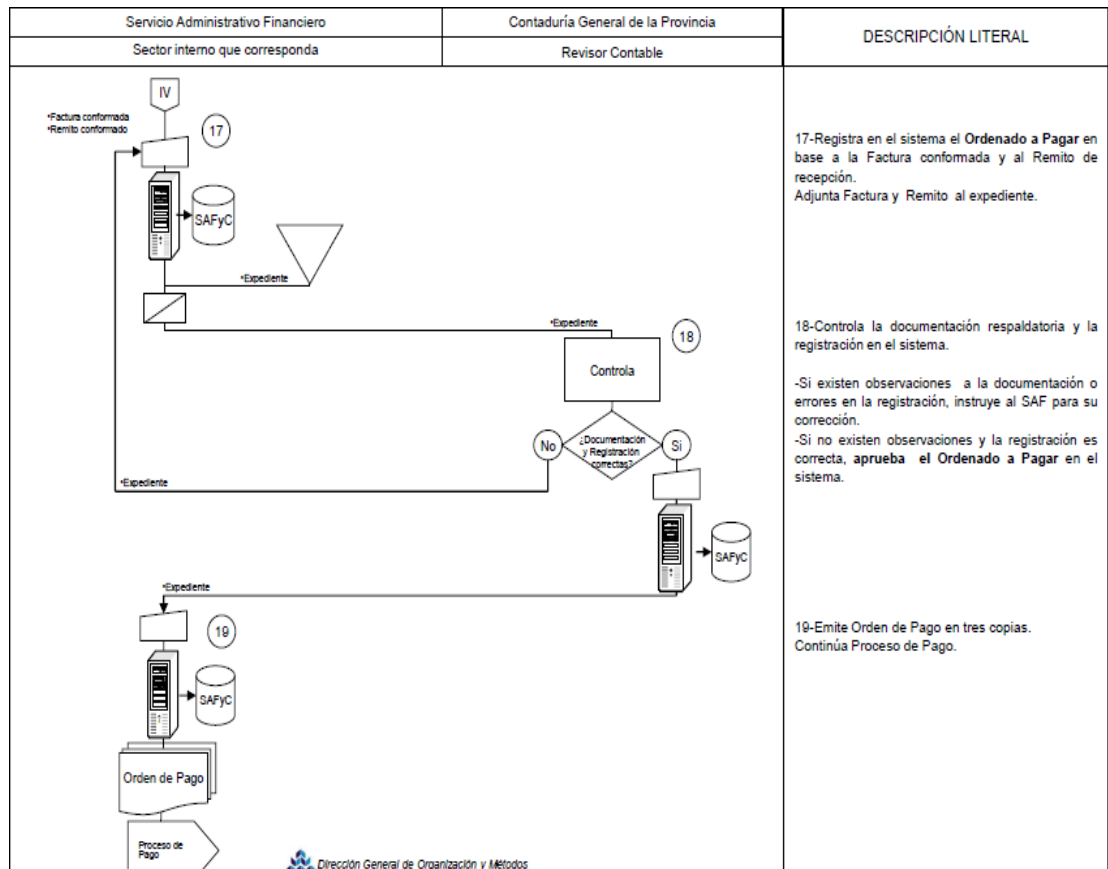 Servicio Administrativo Financiero
Contaduría General de la Provincia
DESCRIPCIÓN LITERAL
Sector interno que corresponda
Revisor Contable
IV
*Factura conformada
*Remito conformado
17
SAFyC
*Expediente
17-Registra en el sistema el Ordenado a Pagar en
base a la Factura conformada y al Remito de
recepción.
Adjunta Factura y Remito al expediente.
*Expediente
18
Controla
¿Documentación
y Registración
correctas?
No
Si
*Expediente
SAFyC
18-Controla la documentación respaldatoria y la
registración en el sistema.
-Si existen observaciones a la documentación o
errores en la registración, instruye al SAF para su
corrección.
-Si no existen observaciones y la registración es
correcta, aprueba el Ordenado a Pagar en el
sistema.
*Expediente
19
SAFyC
Orden de Pago
Proceso de
Pago
19-Emite Orden de Pago en tres copias.
Continúa Proceso de Pago.
Dirección General de Organización y Métodos